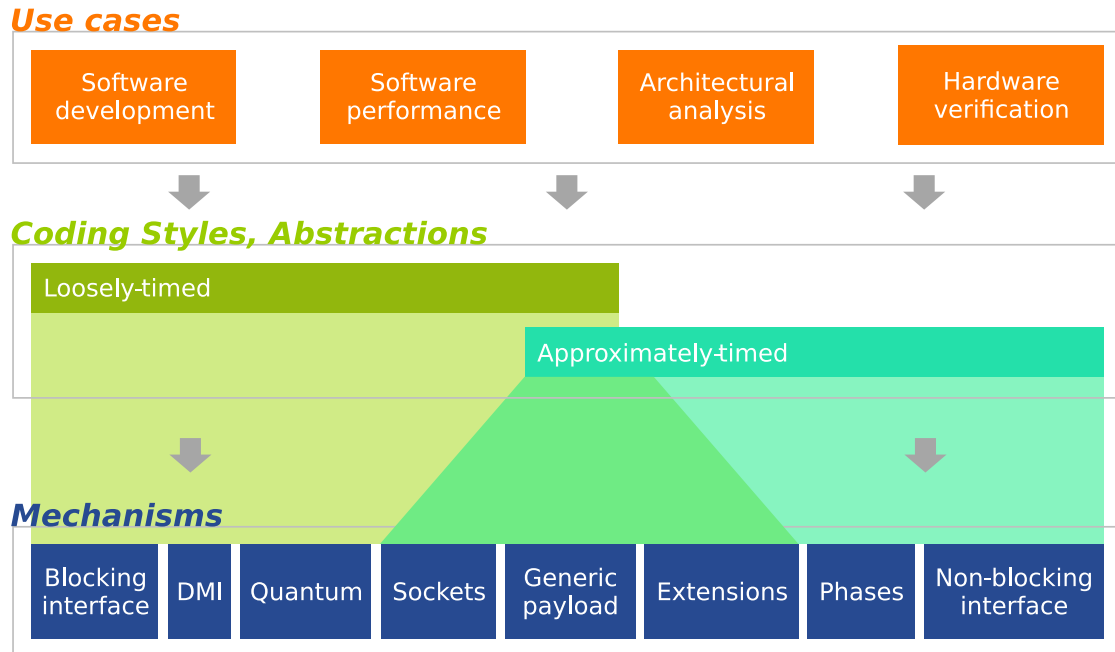 Use cases
Software
development
Software
performance
Architectural
analysis
Hardware
verification
Coding Styles, Abstractions
Loosely-timed
Approximately-timed
Mechanisms
Blocking
interface
DMI
Quantum
Sockets
Generic
payload
Extensions
Phases
Non-blocking
interface